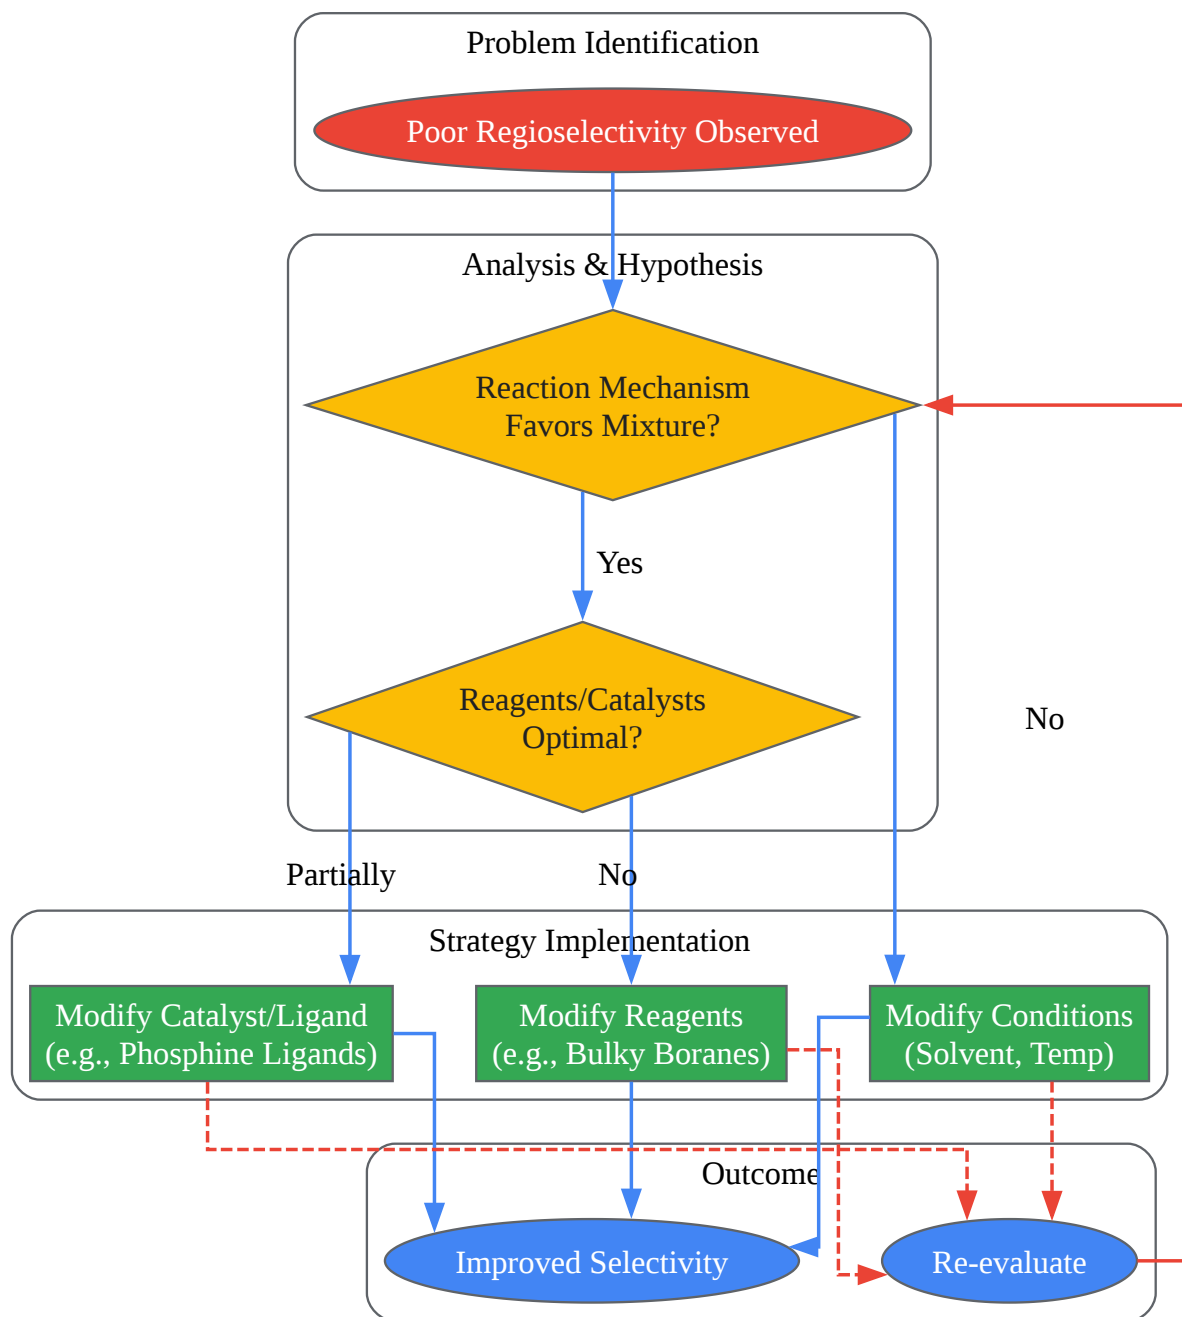 Problem Identification
Poor Regioselectivity Observed
Analysis & Hypothesis
Reaction Mechanism
Favors Mixture?
Yes
Reagents/Catalysts
Optimal?
No
Partially
No
Strategy Implementation
Modify Catalyst/Ligand
(e.g., Phosphine Ligands)
Modify Reagents
(e.g., Bulky Boranes)
Modify Conditions
(Solvent, Temp)
Outcome
Improved Selectivity
Re-evaluate